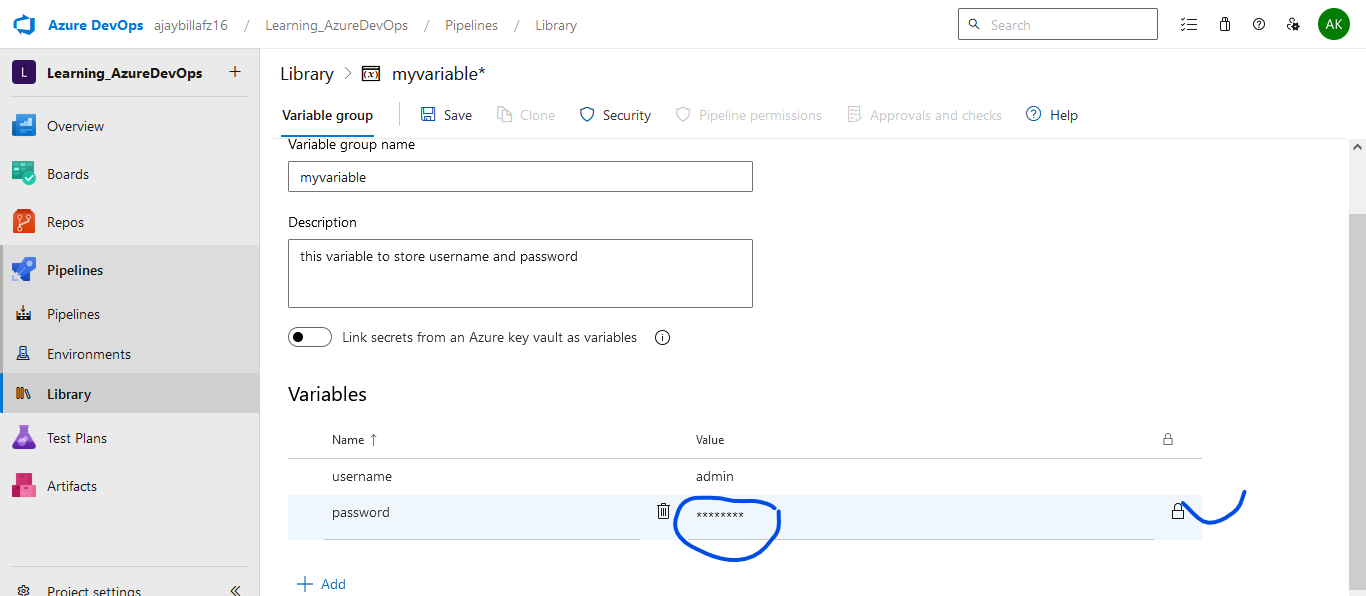 Azure DevOps ajaybillafz16 / Learning_AzureDevOps / Pipelines / Library Search AK
L Learning_AzureDevOps +
Overview
Boards
Repos
Pipelines
Pipelines
Environments
Library
Test Plans
Artifacts
Project settings
Library > (x) myvariable*
Variable group Save Clone Security Pipeline permissions Approvals and checks Help
Variable group name
myvariable
Description
this variable to store username and password
Link secrets from an Azure key vault as variables
Variables
Name ↑ Value
username admin
password ********
+ Add